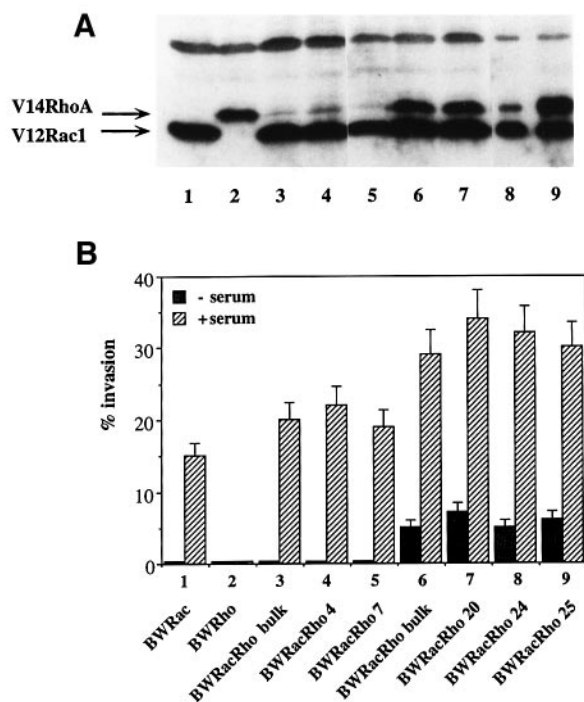 A
V14RhoA
V12Rac1
1 2 3 4 5 6 7 8 9
B
40
- serum
+serum
30
20
10
0
% invasion
1 2 3 4 5 6 7 8 9
BWRac
BWRho
BWRacRho bulk
BWRacRho 4
BWRacRho 7
BWRacRho bulk
BWRacRho 20
BWRacRho 24
BWRacRho 25